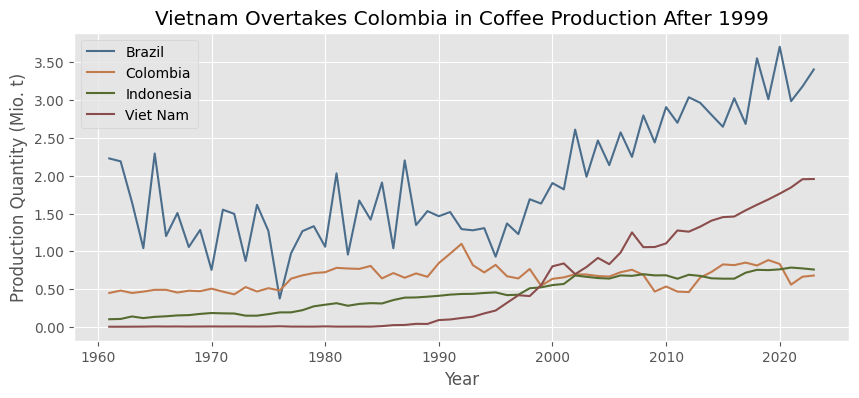 Vietnam Overtakes Colombia in Coffee Production After 1999
Brazil
Colombia
Indonesia
Viet Nam
Production Quantity (Mio. t)
3.50
3.00
2.50
2.00
1.50
1.00
0.50
0.00
1960 1970 1980 1990 2000 2010 2020
Year